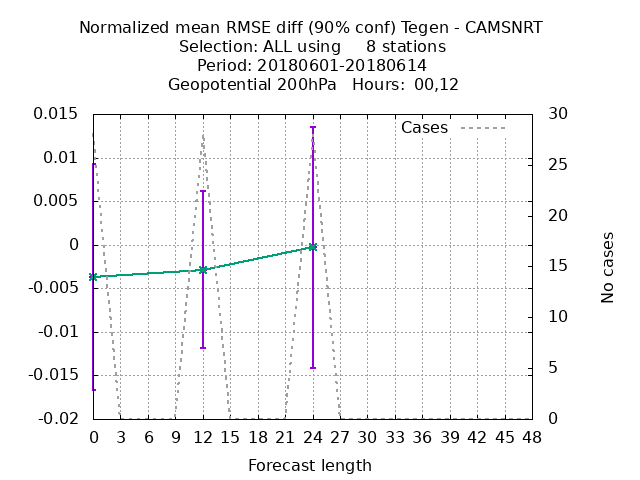 Normalized mean RMSE diff (90% conf) Tegen - CAMSNRT
Selection: ALL using 8 stations
Period: 20180601-20180614
Geopotential 200hPa Hours: 00,12
Cases
0.015
0.01
0.005
0
-0.005
-0.01
-0.015
-0.02
30
25
20
15
10
5
0
No cases
0 3 6 9 12 15 18 21 24 27 30 33 36 39 42 45 48
Forecast length